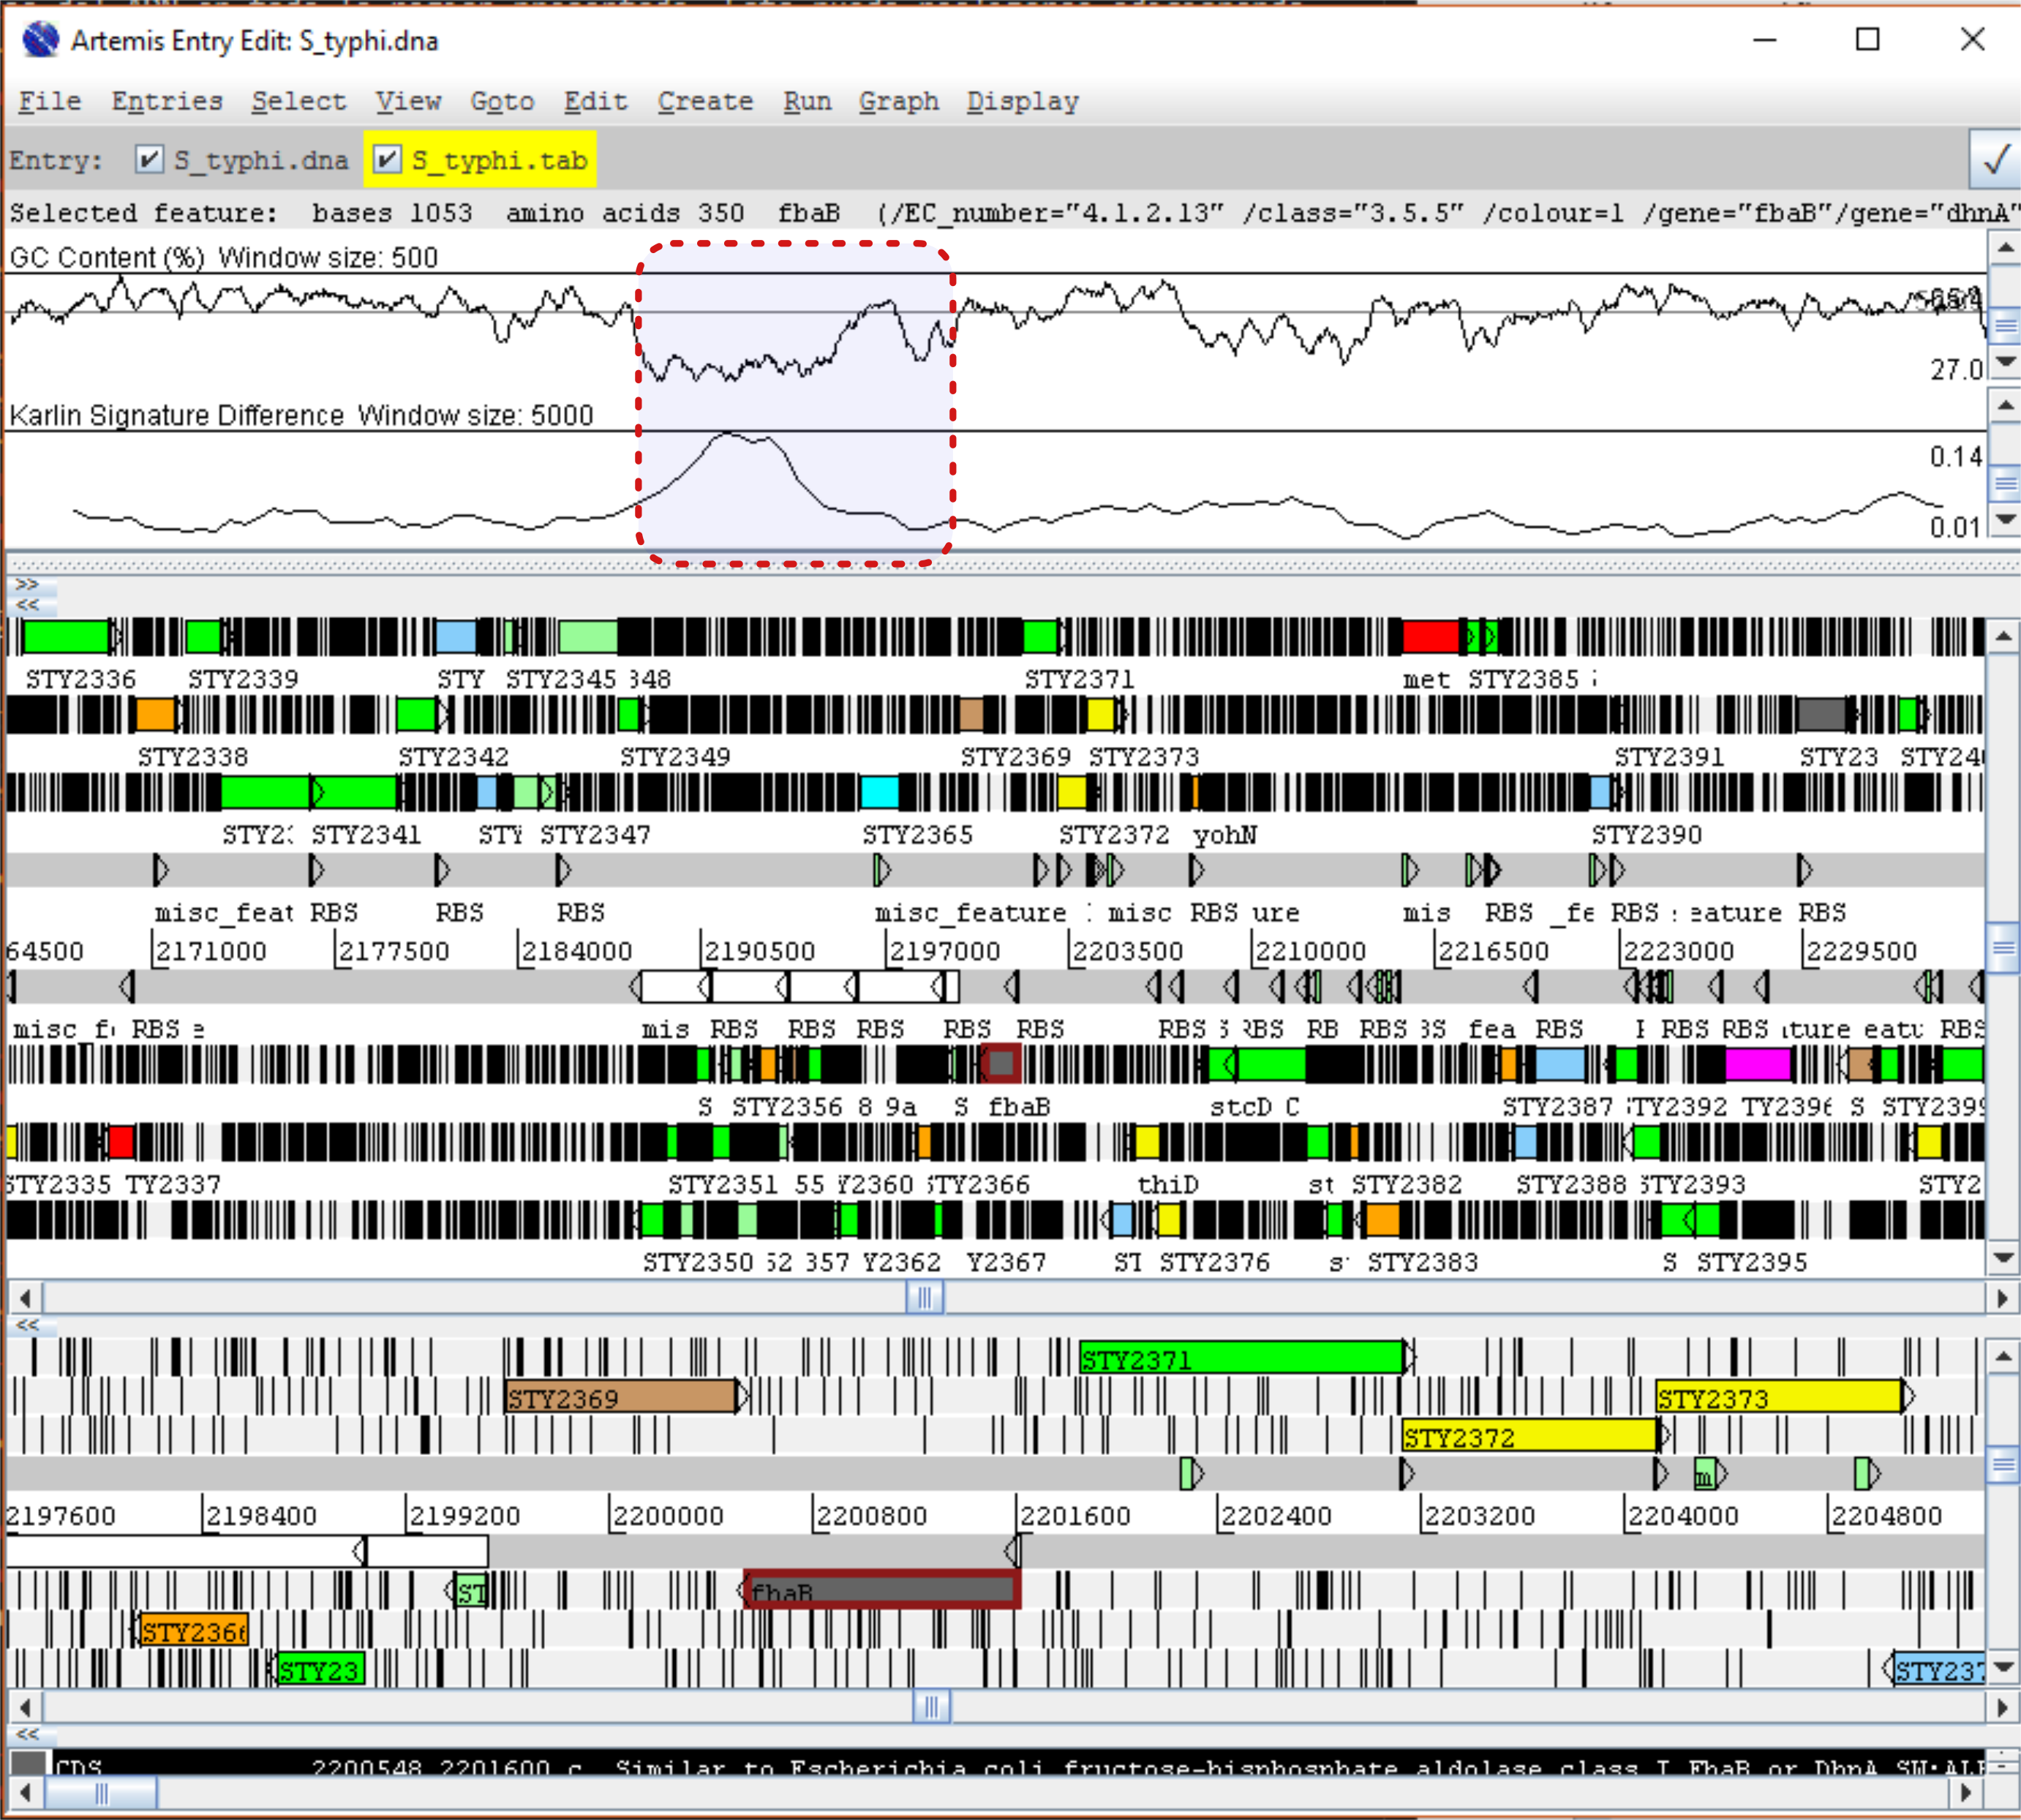 Artemis Entry Edit: S_typhi.dna
File Entries Select View Goto Edit Create Run Graph Display
Entry: S_typhi.dna S_typhi.tab
Selected feature: bases 1053 amino acids 350 fbaB (/EC_number="4.1.2.13" /class="3.5.5" /colour=1 /gene="fbaB"/gene="dhnA"
GC Content (%) Window size: 500
27.0
Karlin Signature Difference Window size: 5000
0.14
0.01
>>
<<
STY2336 STY2339 STY STY2345 348 STY2371 met STY2385
STY2338 STY2342 STY2349 STY2369 STY2373 STY2391 STY23 STY24
STY2 STY2341 STY STY2347 STY2365 STY2372 yohN STY2390
misc_feat RBS RBS RBS misc_feature misc RBS ure mis RBS _fe RBS eature RBS
64500 2171000 2177500 2184000 2190500 2197000 2203500 2210000 2216500 2223000 2229500
misc_f RBS e mis RBS RBS RBS RBS RBS RBS RBS RB RBS fea RBS RBS RBS ture eatu RBS
S STY2356 8 9a S fbaB stcD C STY2387 TY2392 TY2396 S STY2399
STY2335 TY2337 STY2351 55 Y2360 STY2366 thiD st STY2382 STY2388 STY2393 STY2
STY2350 52 357 Y2362 Y2367 ST STY2376 s STY2383 S STY2395
<<
STY2371
STY2369 STY2373
STY2372
m
2197600 2198400 2199200 2200000 2200800 2201600 2202400 2203200 2204000 2204800
ST fbaB
STY236
STY23 STY237
<<
CDS 2200548 2201600 c Similar to Escherichia coli fructose-bisphosphate aldolase class I FbaB or DhnA